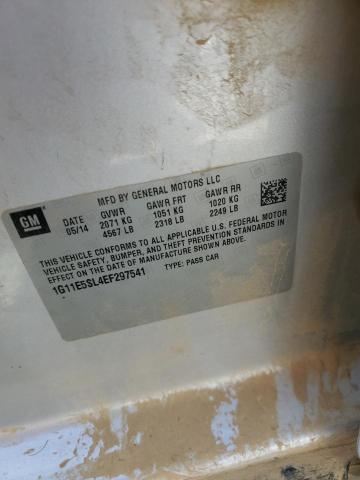 GM
MFD BY GENERAL MOTORS LLC
DATE GVWR GAWR FRT GAWR RR
05/14 2071 KG 1051 KG 1020 KG
4567 LB 2318 LB 2249 LB
THIS VEHICLE CONFORMS TO ALL APPLICABLE U.S. FEDERAL MOTOR
VEHICLE SAFETY, BUMPER, AND THEFT PREVENTION STANDARDS IN
EFFECT ON THE DATE OF MANUFACTURE SHOWN ABOVE.
1G11E5SL4EF297541 TYPE: PASS CAR